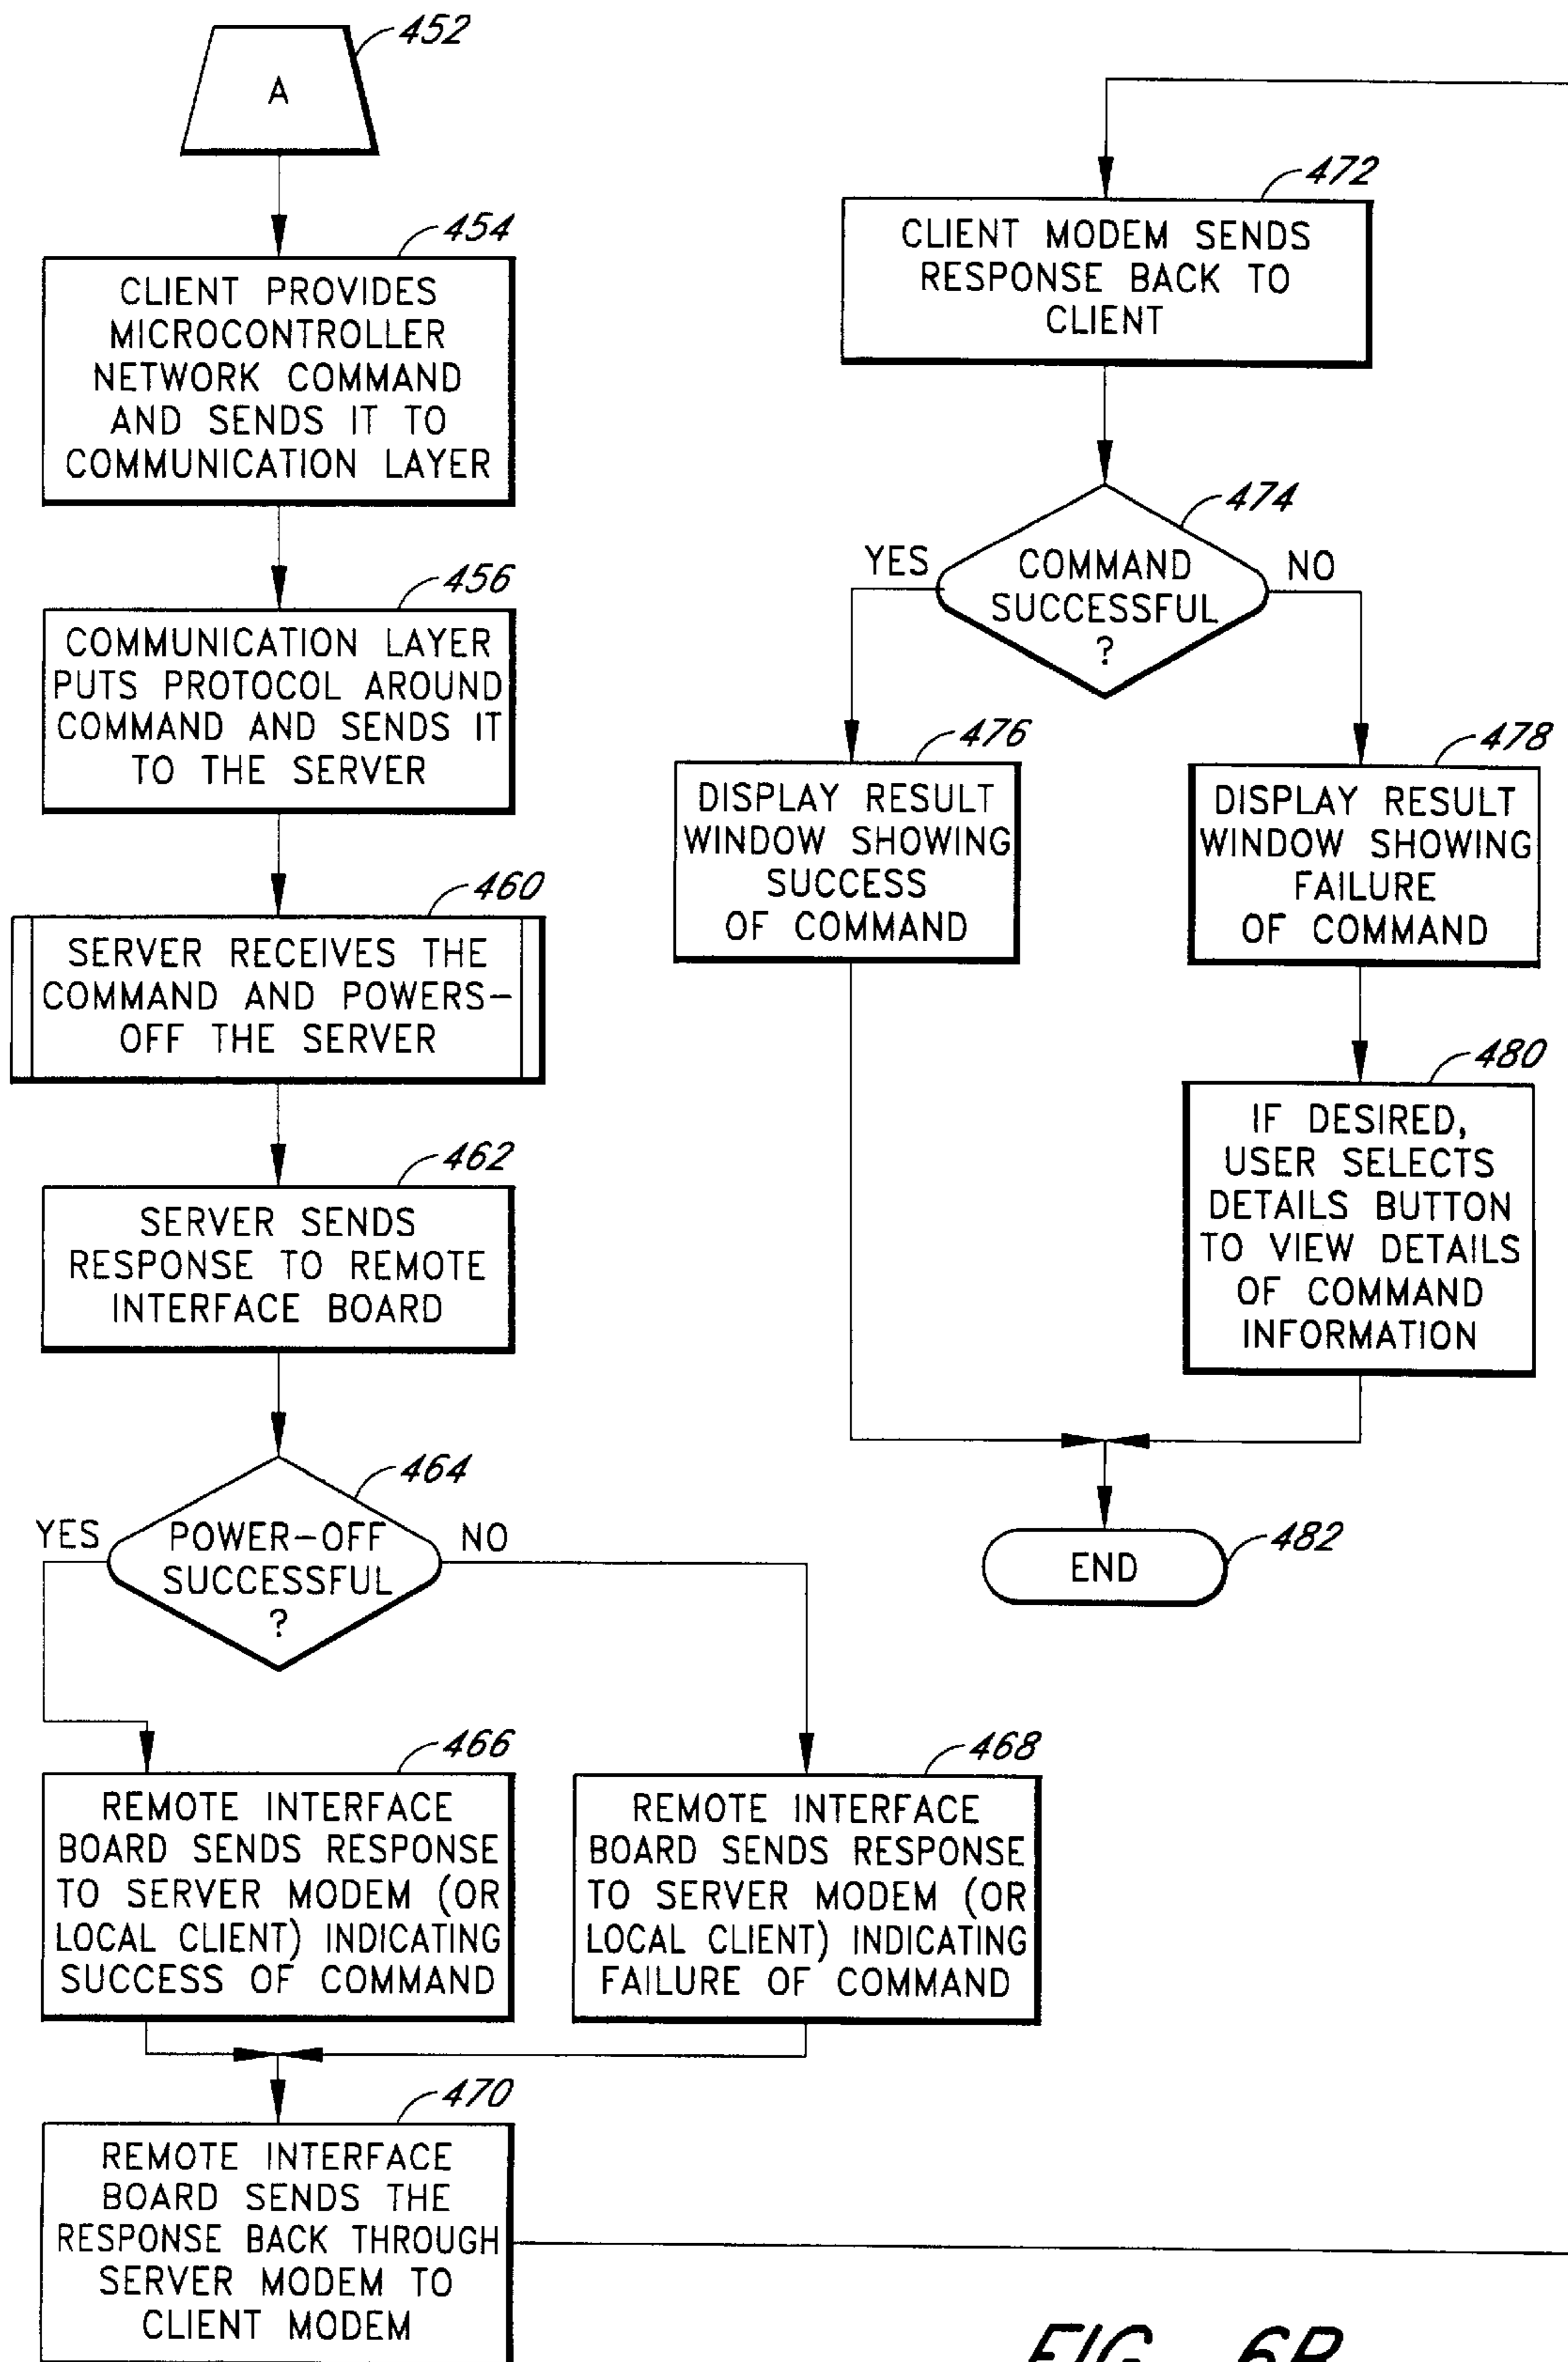 452
A
454
CLIENT PROVIDES
MICROCONTROLLER
NETWORK COMMAND
AND SENDS IT TO
COMMUNICATION LAYER
456
COMMUNICATION LAYER
PUTS PROTOCOL AROUND
COMMAND AND SENDS IT
TO THE SERVER
460
SERVER RECEIVES THE
COMMAND AND POWERS-
OFF THE SERVER
462
SERVER SENDS
RESPONSE TO REMOTE
INTERFACE BOARD
464
YES
POWER-OFF
SUCCESSFUL
?
NO
466
REMOTE INTERFACE
BOARD SENDS RESPONSE
TO SERVER MODEM (OR
LOCAL CLIENT) INDICATING
SUCCESS OF COMMAND
468
REMOTE INTERFACE
BOARD SENDS RESPONSE
TO SERVER MODEM (OR
LOCAL CLIENT) INDICATING
FAILURE OF COMMAND
470
REMOTE INTERFACE
BOARD SENDS THE
RESPONSE BACK THROUGH
SERVER MODEM TO
CLIENT MODEM
472
CLIENT MODEM SENDS
RESPONSE BACK TO
CLIENT
474
YES
COMMAND
SUCCESSFUL
?
NO
476
DISPLAY RESULT
WINDOW SHOWING
SUCCESS
OF COMMAND
478
DISPLAY RESULT
WINDOW SHOWING
FAILURE
OF COMMAND
480
IF DESIRED,
USER SELECTS
DETAILS BUTTON
TO VIEW DETAILS
OF COMMAND
INFORMATION
END
482
FIG